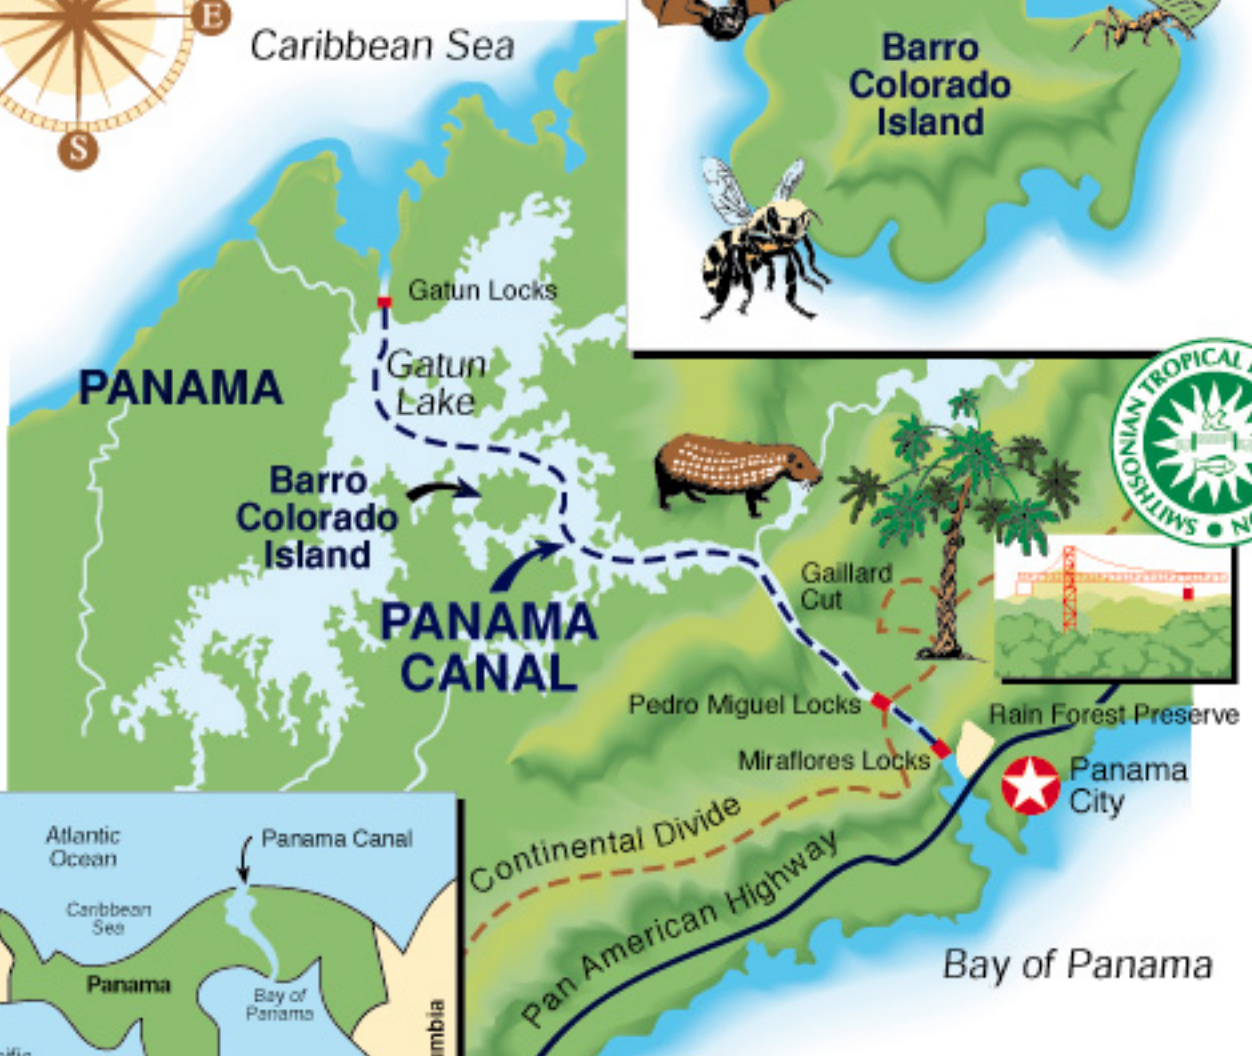 E
S
Caribbean Sea
Barro
Colorado
Island
Gatun Locks
Gatun
Lake
PANAMA
Barro
Colorado
Island
PANAMA
CANAL
Gaillard
Cut
SMITHSONIAN TROPICAL
Pedro Miguel Locks
Rain Forest Preserve
Miraflores Locks
Panama
City
Continental Divide
Pan American Highway
Bay of Panama
Atlantic
Ocean
Panama Canal
Caribbean
Sea
Panama
Bay of
Panama